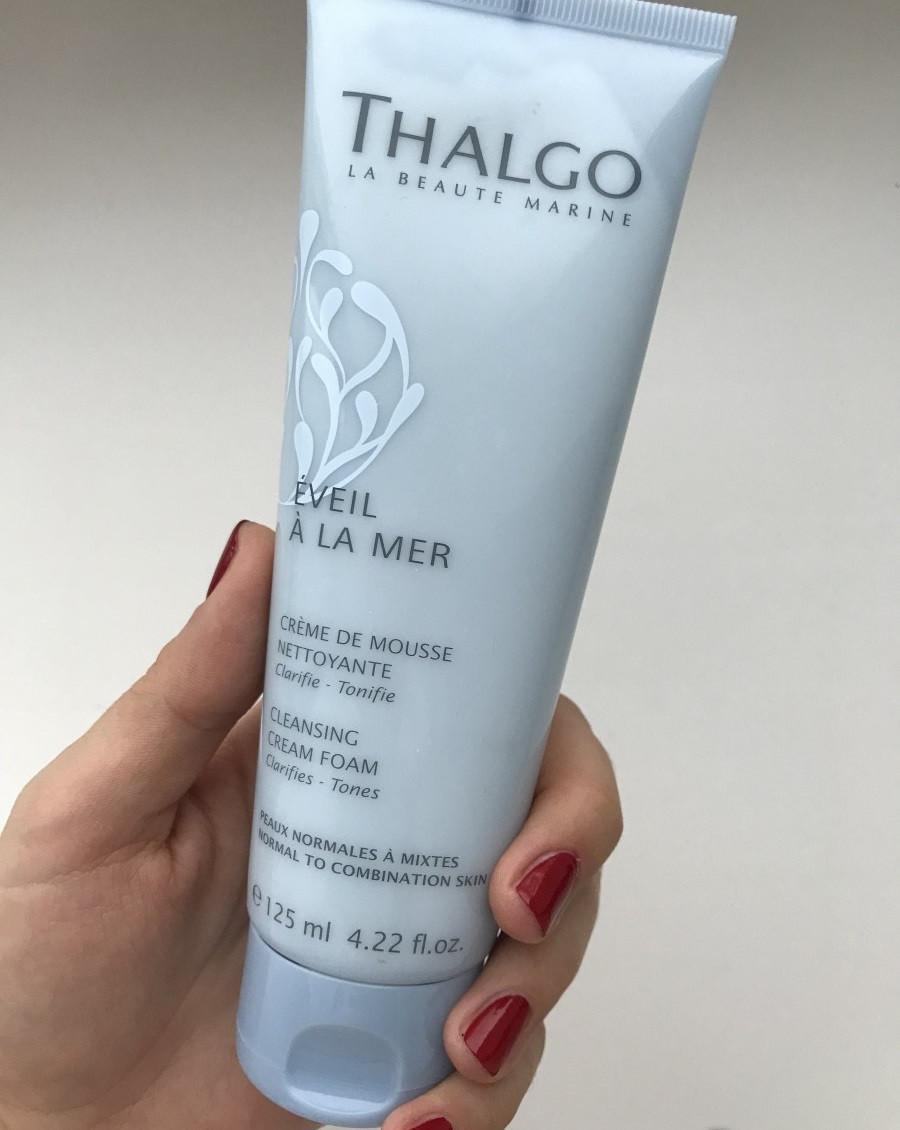 THALGO
LA BEAUTE MARINE
ÉVEIL
À LA MER
CRÈME DE MOUSSE
NETTOYANTE
Clarifie - Tonifie
CLEANSING
CREAM FOAM
Clarifies - Tones
PEAUX NORMALES À MIXTES
NORMAL TO COMBINATION SKIN
℮125 ml 4.22 fl.oz.